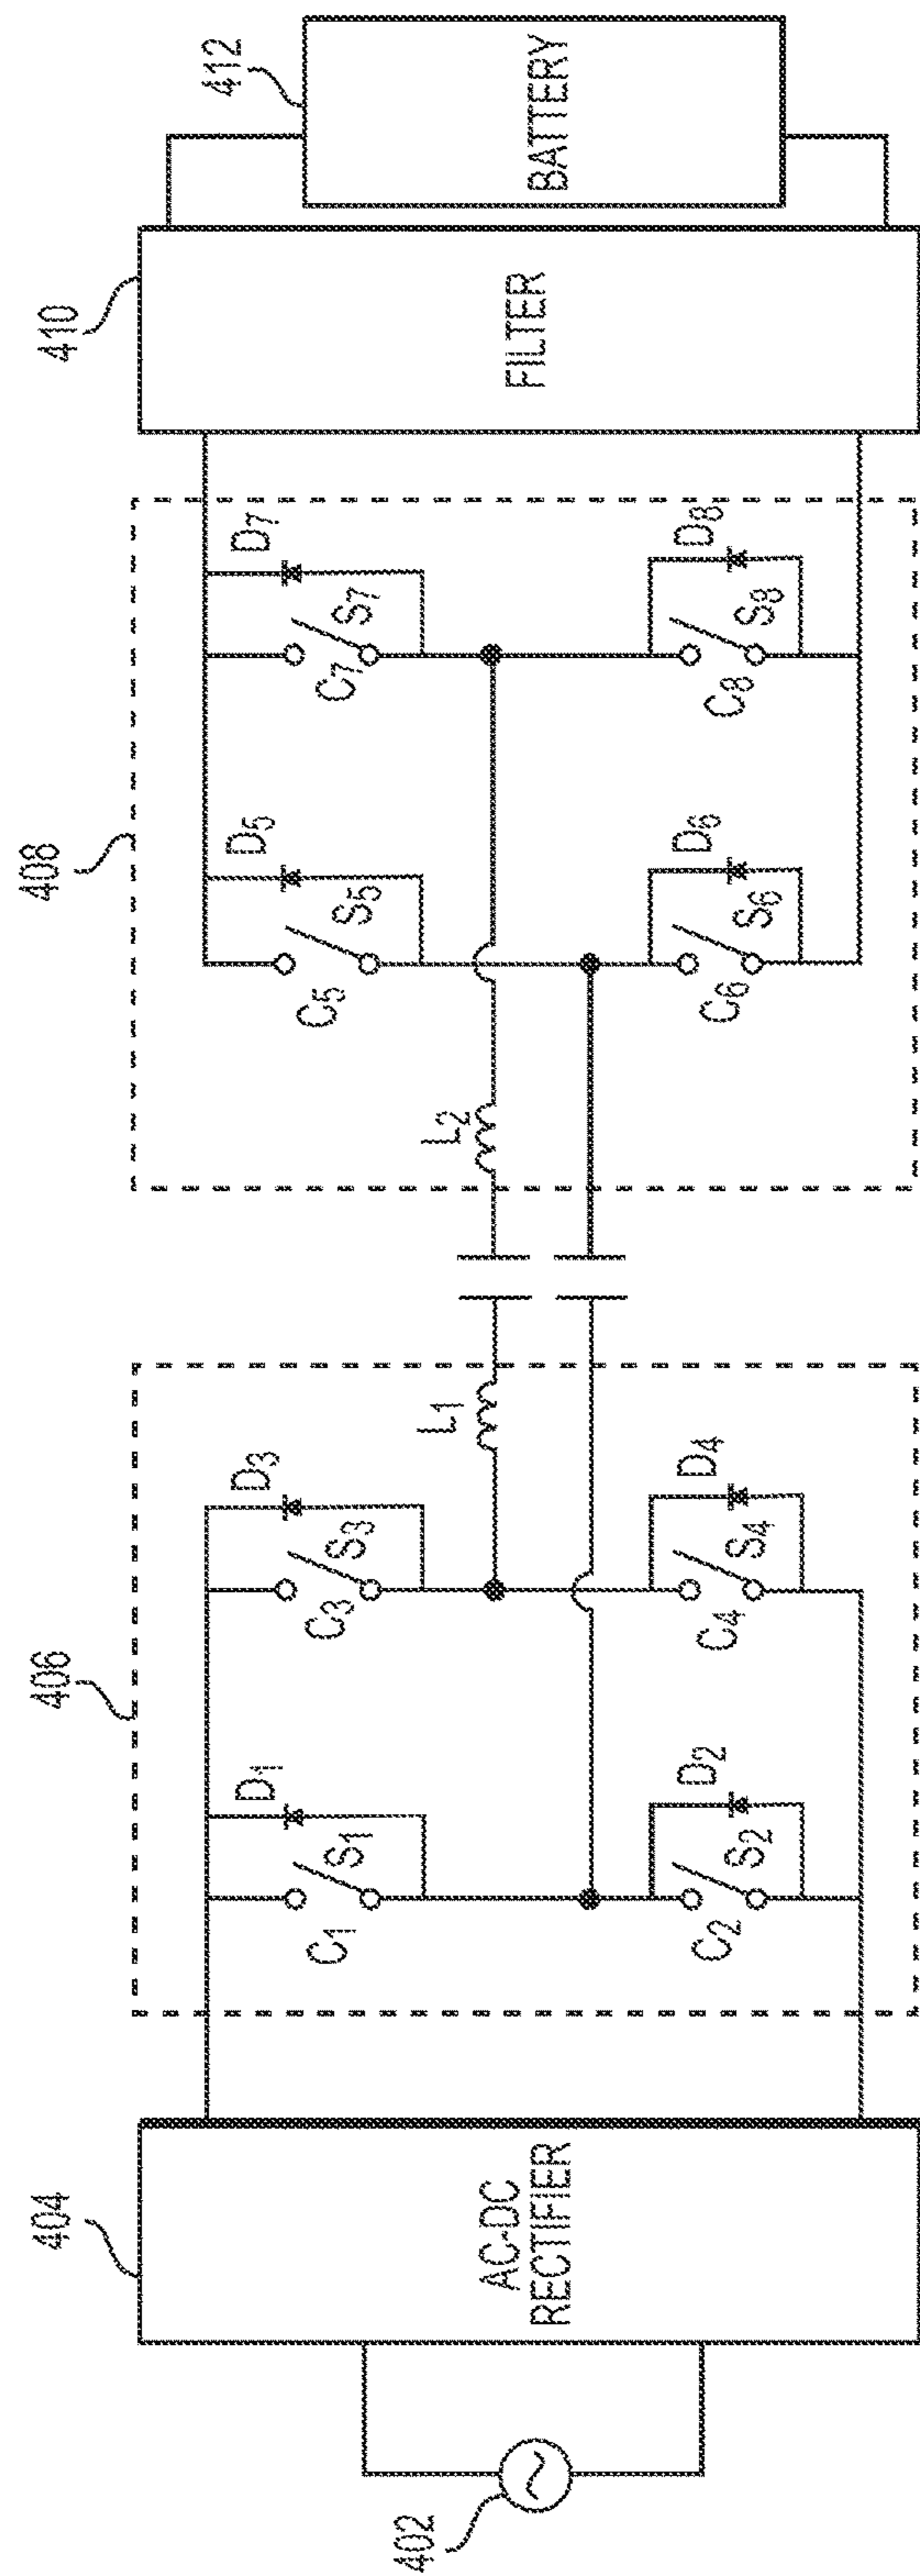 402
404
AC-DC
RECTIFIER
406
D1
C1
S1
D3
C3
S3
D2
C2
S2
D4
C4
S4
L1
408
L2
D5
C5
S5
D7
C7
S7
D6
C6
S6
D8
C8
S8
410
FILTER
412
BATTERY